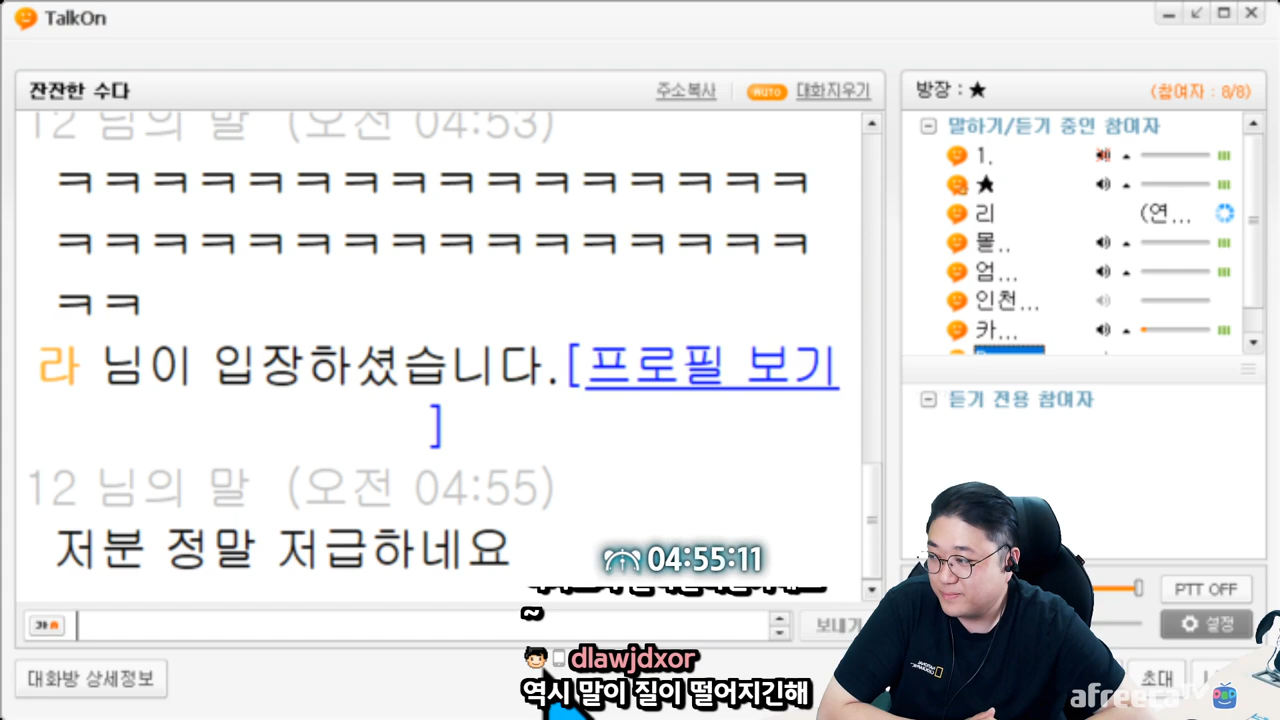 TalkOn
잔잔한 수다
주소복사
AUTO
대화지우기
12 님의 말 (오전 04:53)
ㅋㅋㅋㅋㅋㅋㅋㅋㅋㅋㅋㅋㅋㅋㅋㅋ
ㅋㅋㅋㅋㅋㅋㅋㅋㅋㅋㅋㅋㅋㅋㅋㅋ
ㅋㅋ
라 님이 입장하셨습니다.[프로필 보기
]
12 님의 말 (오전 04:55)
저분 정말 저급하네요
04:55:11
~
dlawjdxor
역시 말이 질이 떨어지긴해
가
보내기
대화방 상세정보
방장 : ★
(참여자 : 8/8)
말하기/듣기 중인 참여자
1.
★
리 (연...
몰..
엄...
인천...
카...
듣기 전용 참여자
PTT OFF
설정
초대
afreecaTV